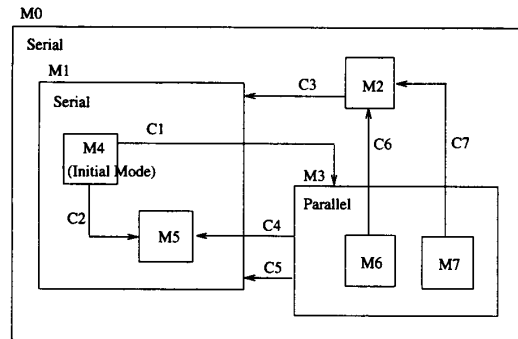 M0
Serial
M1
Serial
C3
M2
C1
M4
(Initial Mode)
C6
C7
M3
Parallel
C2
M5
C4
M6
M7
C5